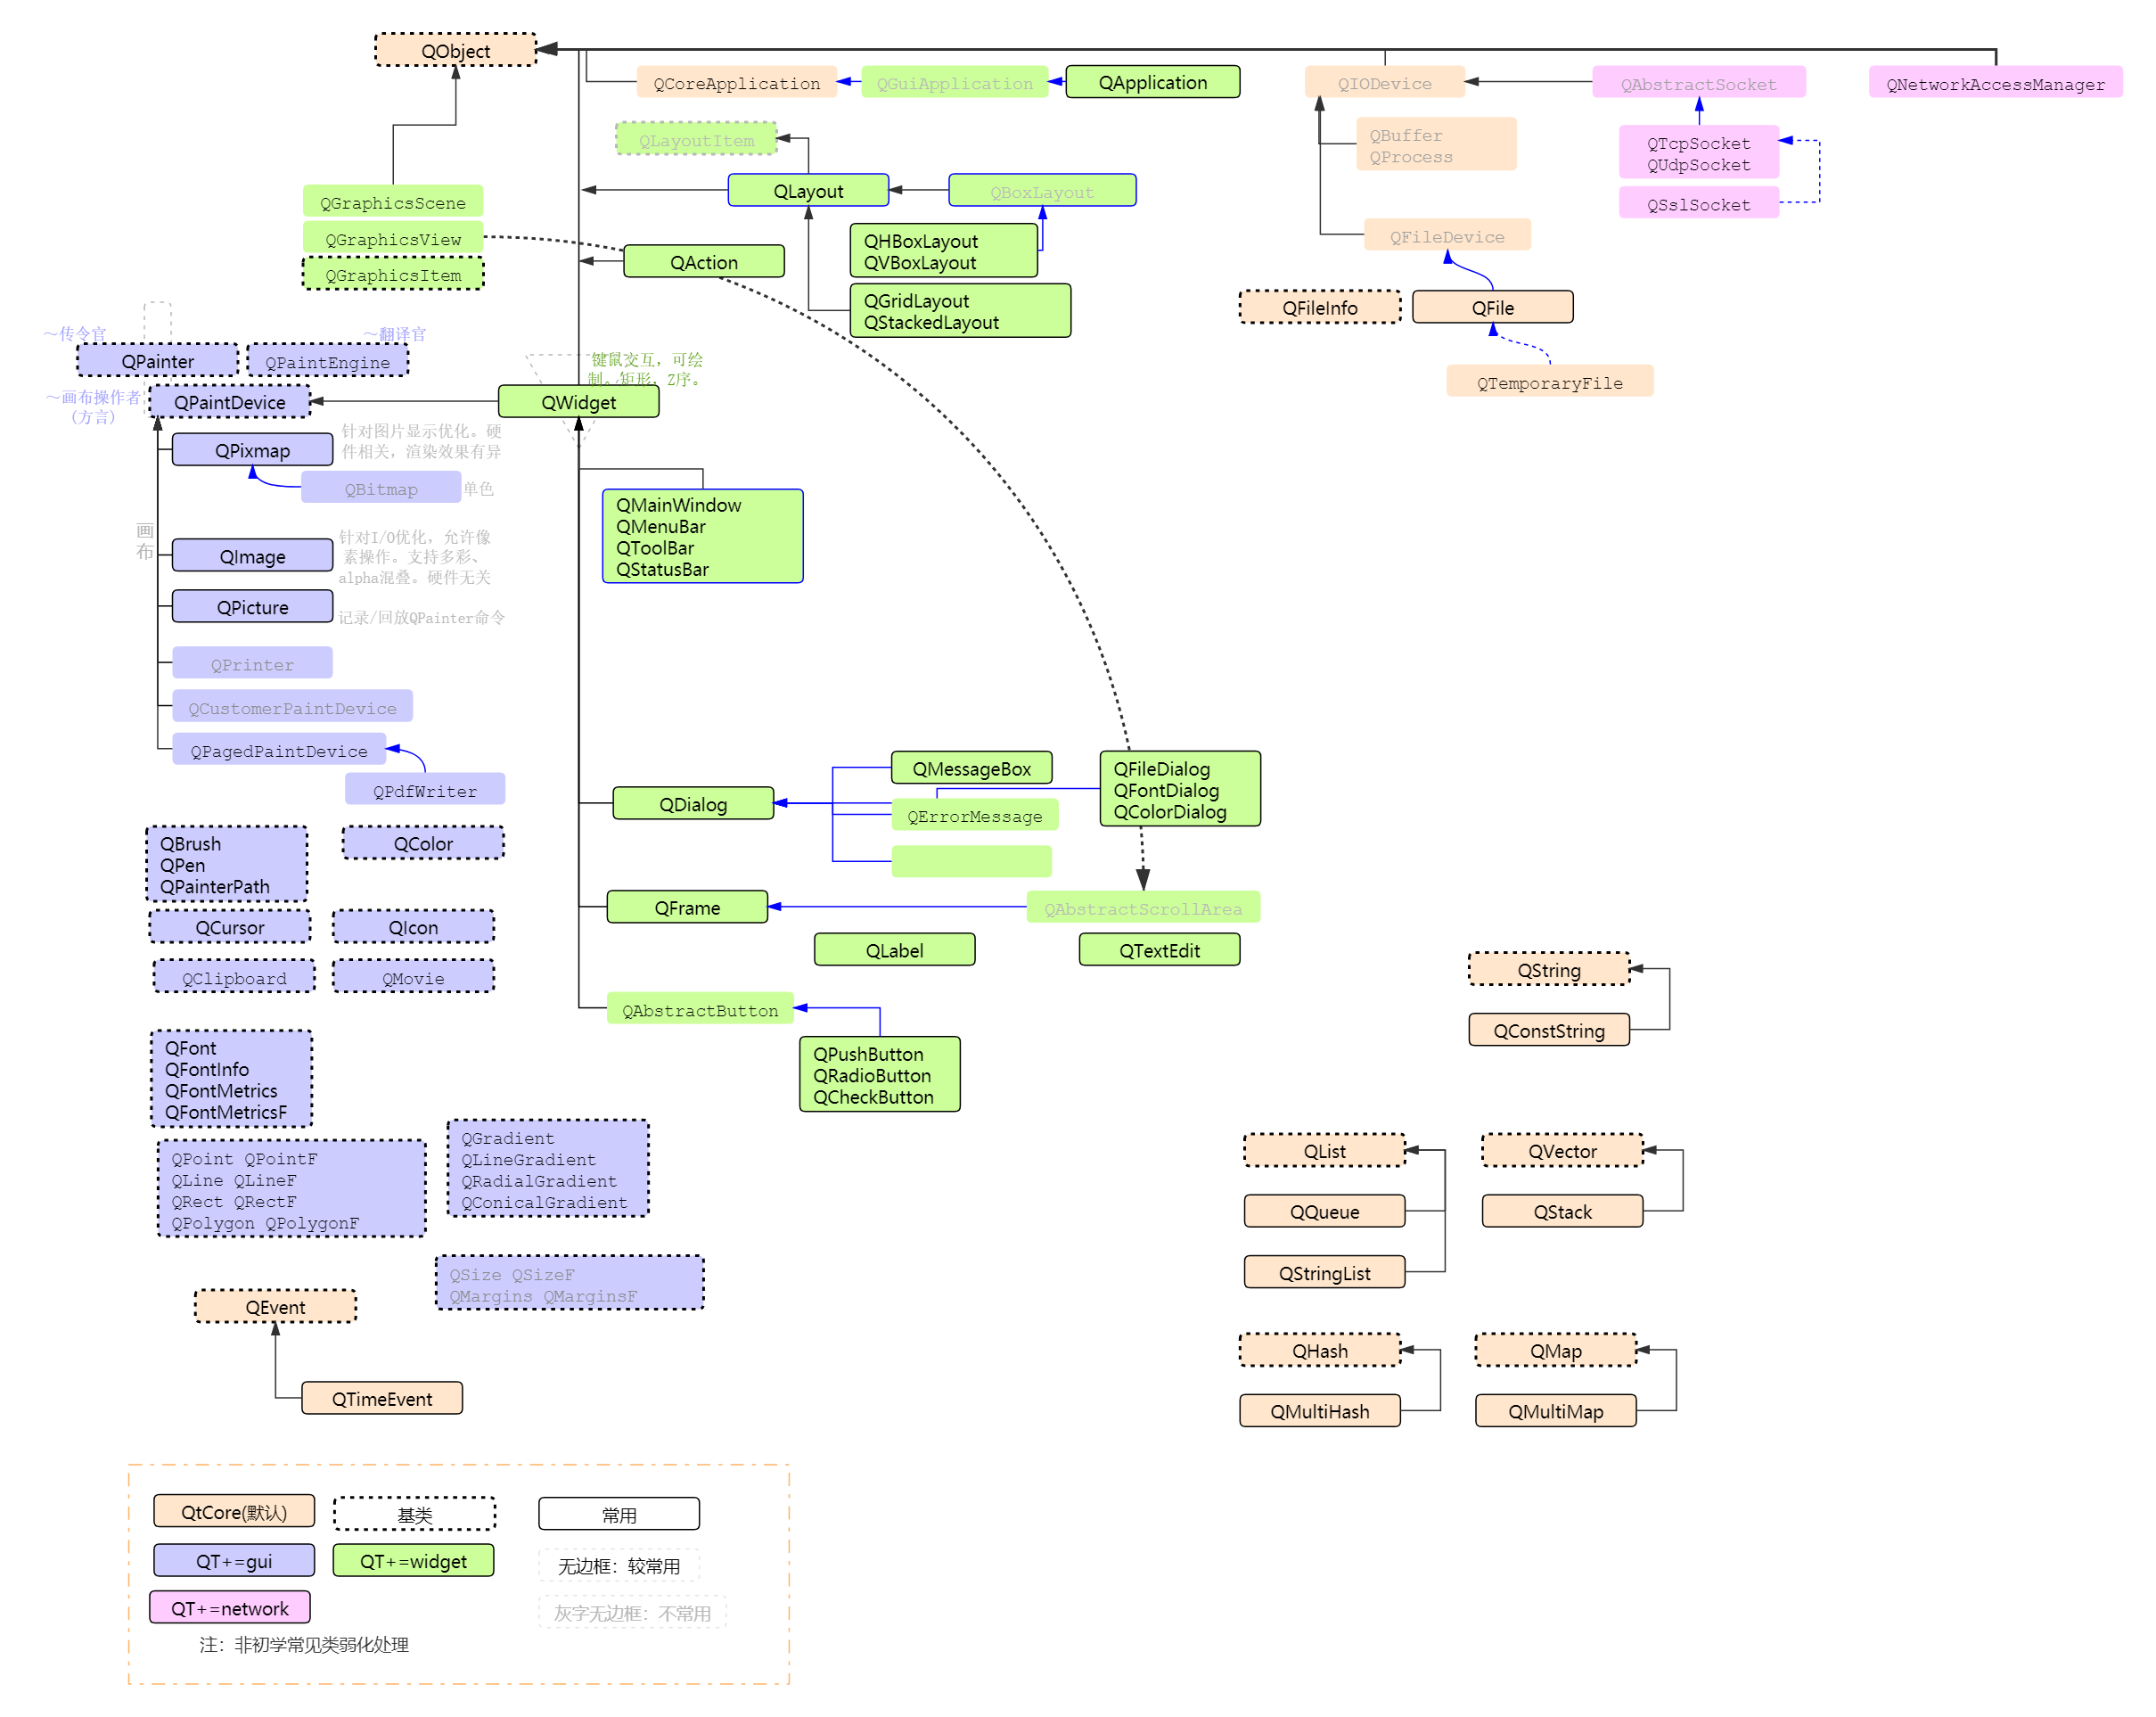 QObject
QCoreApplication
QGuiApplication
QApplication
QIODevice
QAbstractSocket
QNetworkAccessManager
QLayoutItem
QBuffer
QProcess
QTcpSocket
QUdpSocket
QLayout
QBoxLayout
QSslSocket
QGraphicsScene
QGraphicsView
QGraphicsItem
QAction
QHBoxLayout
QVBoxLayout
QFileDevice
QGridLayout
QStackedLayout
QFileInfo
QFile
～传令官
～翻译官
QPainter
QPaintEngine
键鼠交互，可绘
制。矩形，Z序。
QTemporaryFile
～画布操作者
(方言)
QPaintDevice
QWidget
QPixmap
针对图片显示优化。硬
件相关，渲染效果有异
QBitmap
单色
画
布
QMainWindow
QMenuBar
QToolBar
QStatusBar
QImage
针对I/O优化，允许像
素操作。支持多彩、
alpha混叠。硬件无关
QPicture
记录/回放QPainter命令
QPrinter
QCustomerPaintDevice
QPagedPaintDevice
QPdfWriter
QMessageBox
QFileDialog
QFontDialog
QColorDialog
QDialog
QErrorMessage
QBrush
QPen
QPainterPath
QColor
QFrame
QAbstractScrollArea
QCursor
QIcon
QLabel
QTextEdit
QClipboard
QMovie
QString
QAbstractButton
QConstString
QFont
QFontInfo
QFontMetrics
QFontMetricsF
QPushButton
QRadioButton
QCheckButton
QGradient
QLineGradient
QRadialGradient
QConicalGradient
QPoint QPointF
QLine QLineF
QRect QRectF
QPolygon QPolygonF
QList
QVector
QQueue
QStack
QStringList
QSize QSizeF
QMargins QMarginsF
QEvent
QHash
QMap
QTimeEvent
QMultiHash
QMultiMap
QtCore(默认)
基类
常用
QT+=gui
QT+=widget
无边框：较常用
QT+=network
灰字无边框：不常用
注：非初学常见类弱化处理